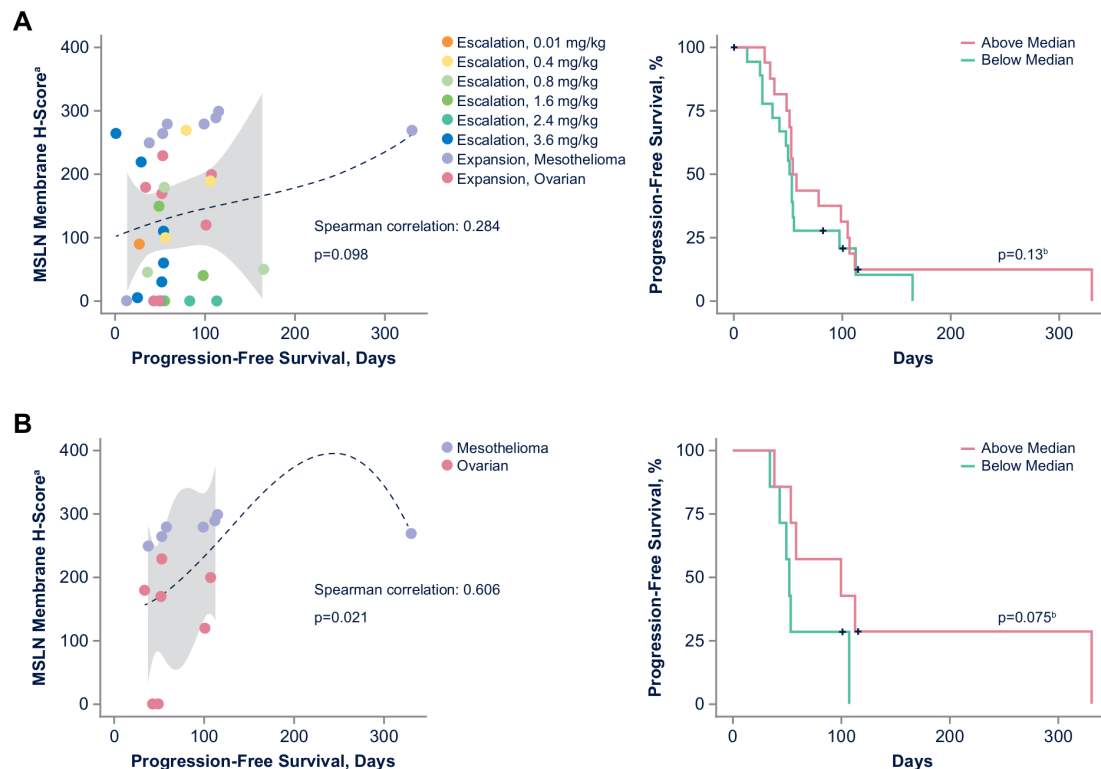 A
MSLN Membrane H-Scoreᵃ
400
300
200
100
0
0 100 200 300
Progression-Free Survival, Days
Escalation, 0.01 mg/kg
Escalation, 0.4 mg/kg
Escalation, 0.8 mg/kg
Escalation, 1.6 mg/kg
Escalation, 2.4 mg/kg
Escalation, 3.6 mg/kg
Expansion, Mesothelioma
Expansion, Ovarian
Spearman correlation: 0.284
p=0.098
Progression-Free Survival, %
100
75
50
25
0
0 100 200 300
Days
Above Median
Below Median
p=0.13ᵇ
B
MSLN Membrane H-Scoreᵃ
400
300
200
100
0
0 100 200 300
Progression-Free Survival, Days
Mesothelioma
Ovarian
Spearman correlation: 0.606
p=0.021
Progression-Free Survival, %
100
75
50
25
0
0 100 200 300
Days
Above Median
Below Median
p=0.075ᵇ